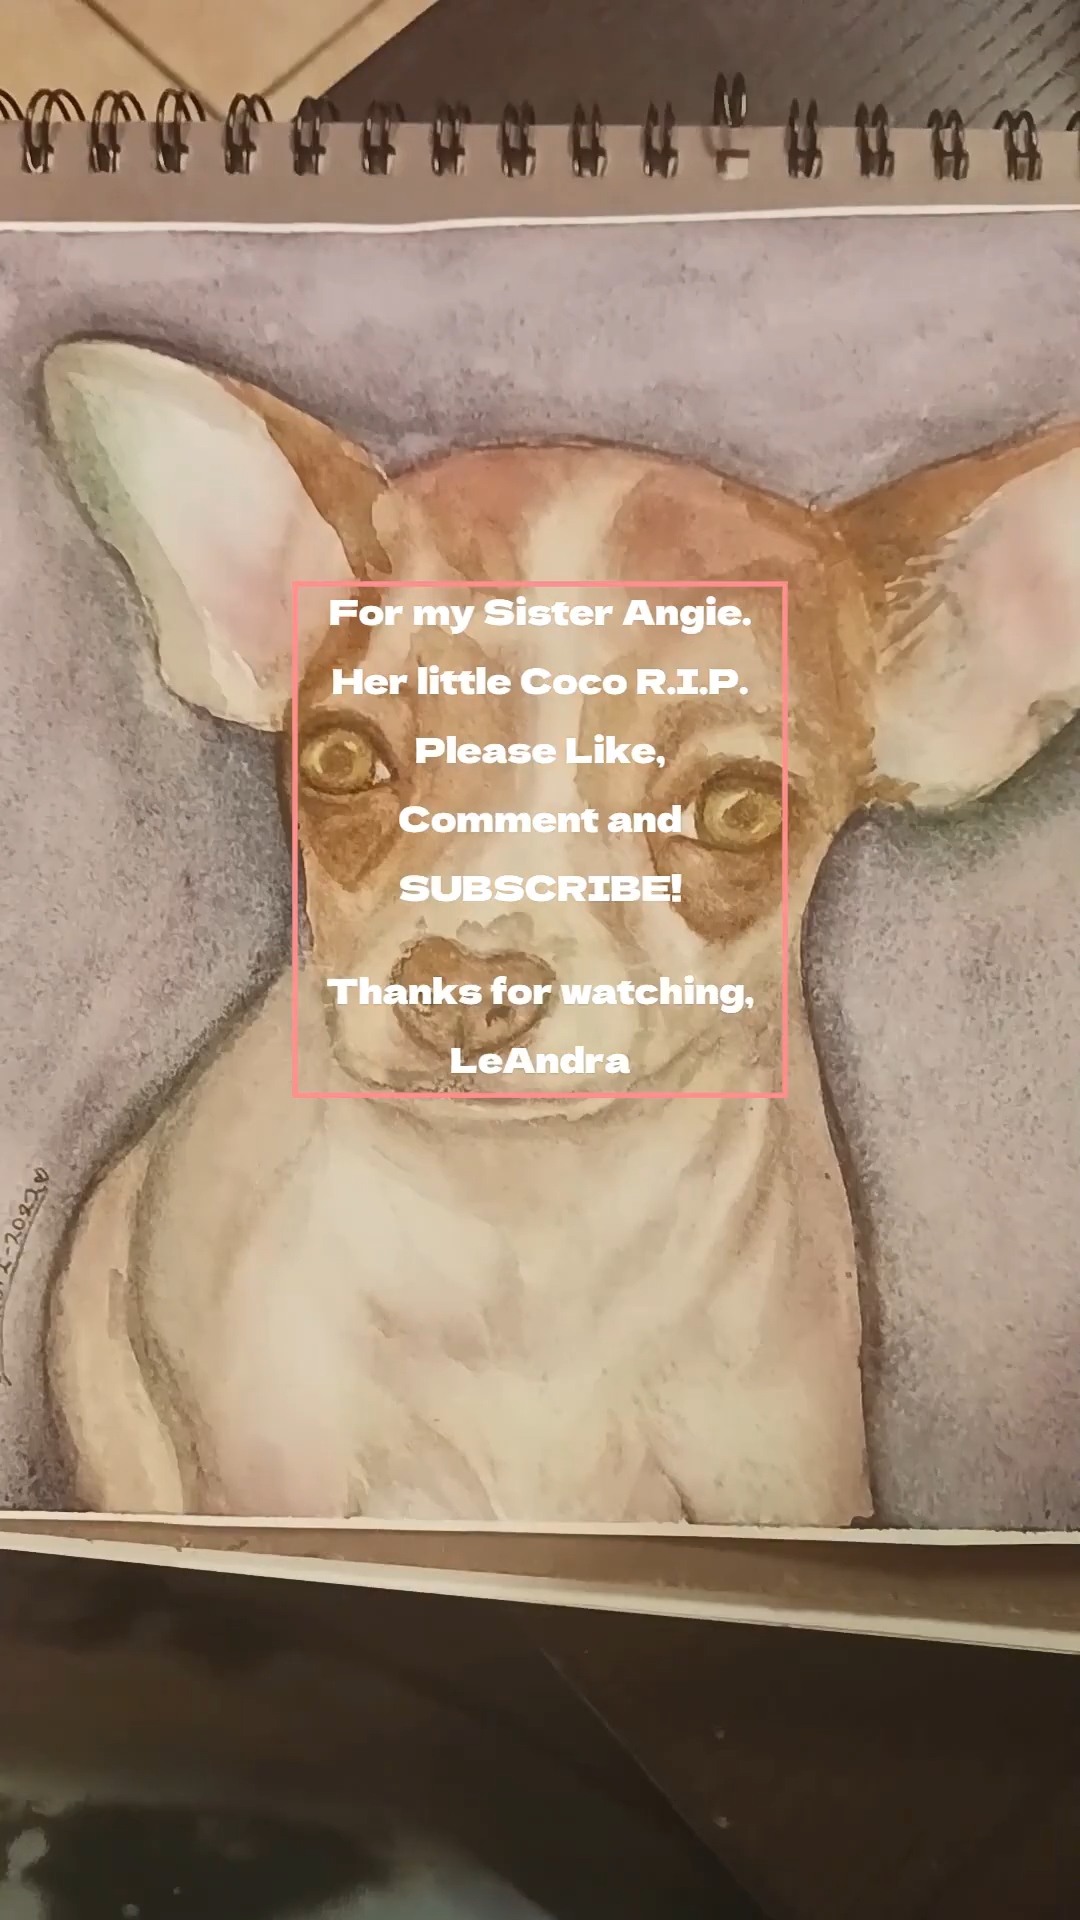 For my Sister Angie.
Her little Coco R.I.P.
Please Like,
Comment and
SUBSCRIBE!
Thanks for watching,
LeAndra